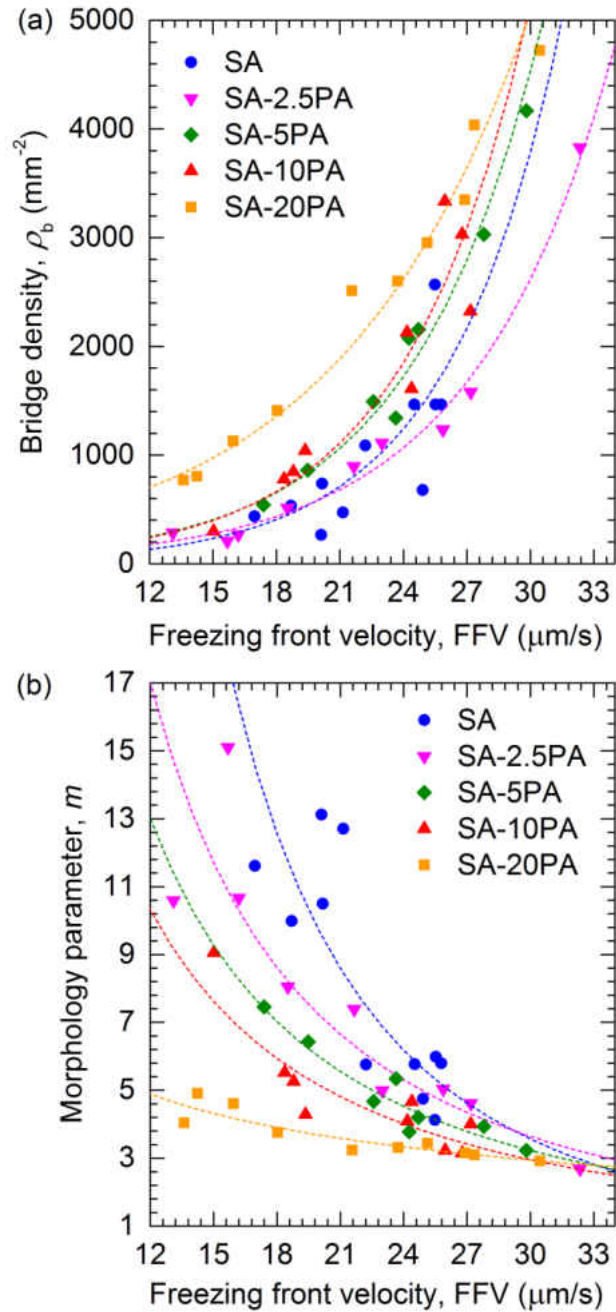 (a)
5000
4000
3000
2000
1000
0
Bridge density, ρb (mm-2)
SA
SA-2.5PA
SA-5PA
SA-10PA
SA-20PA
12 15 18 21 24 27 30 33
Freezing front velocity, FFV (μm/s)
(b)
17
15
13
11
9
7
5
3
1
Morphology parameter, m
SA
SA-2.5PA
SA-5PA
SA-10PA
SA-20PA
12 15 18 21 24 27 30 33
Freezing front velocity, FFV (μm/s)